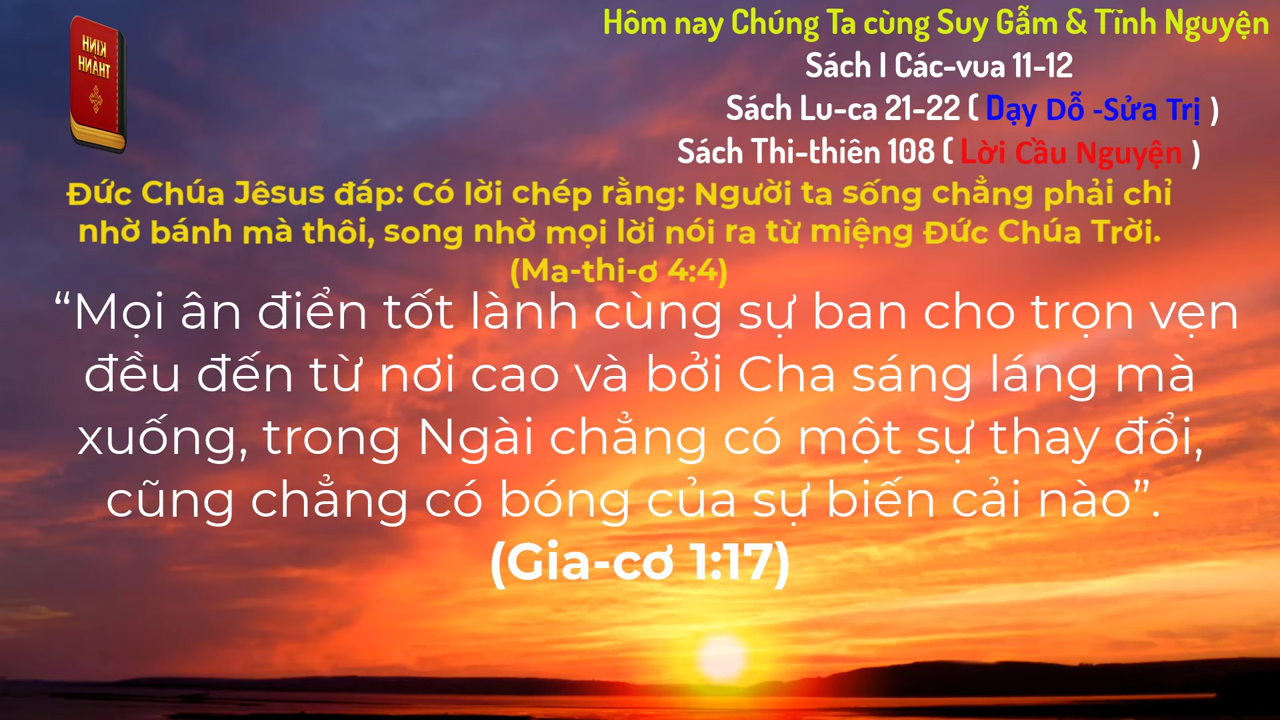 Hôm nay Chúng Ta cùng Suy Gẫm & Tĩnh Nguyện
Sách I Các-vua 11-12
Sách Lu-ca 21-22 ( Dạy Dỗ -Sửa Trị )
Sách Thi-thiên 108 ( Lời Cầu Nguyện )
KINH
THÁNH
Đức Chúa Jêsus đáp: Có lời chép rằng: Người ta sống chẳng phải chỉ
nhờ bánh mà thôi, song nhờ mọi lời nói ra từ miệng Đức Chúa Trời.
(Ma-thi-ơ 4:4)
“Mọi ân điển tốt lành cùng sự ban cho trọn vẹn
đều đến từ nơi cao và bởi Cha sáng láng mà
xuống, trong Ngài chẳng có một sự thay đổi,
cũng chẳng có bóng của sự biến cải nào”.
(Gia-cơ 1:17)